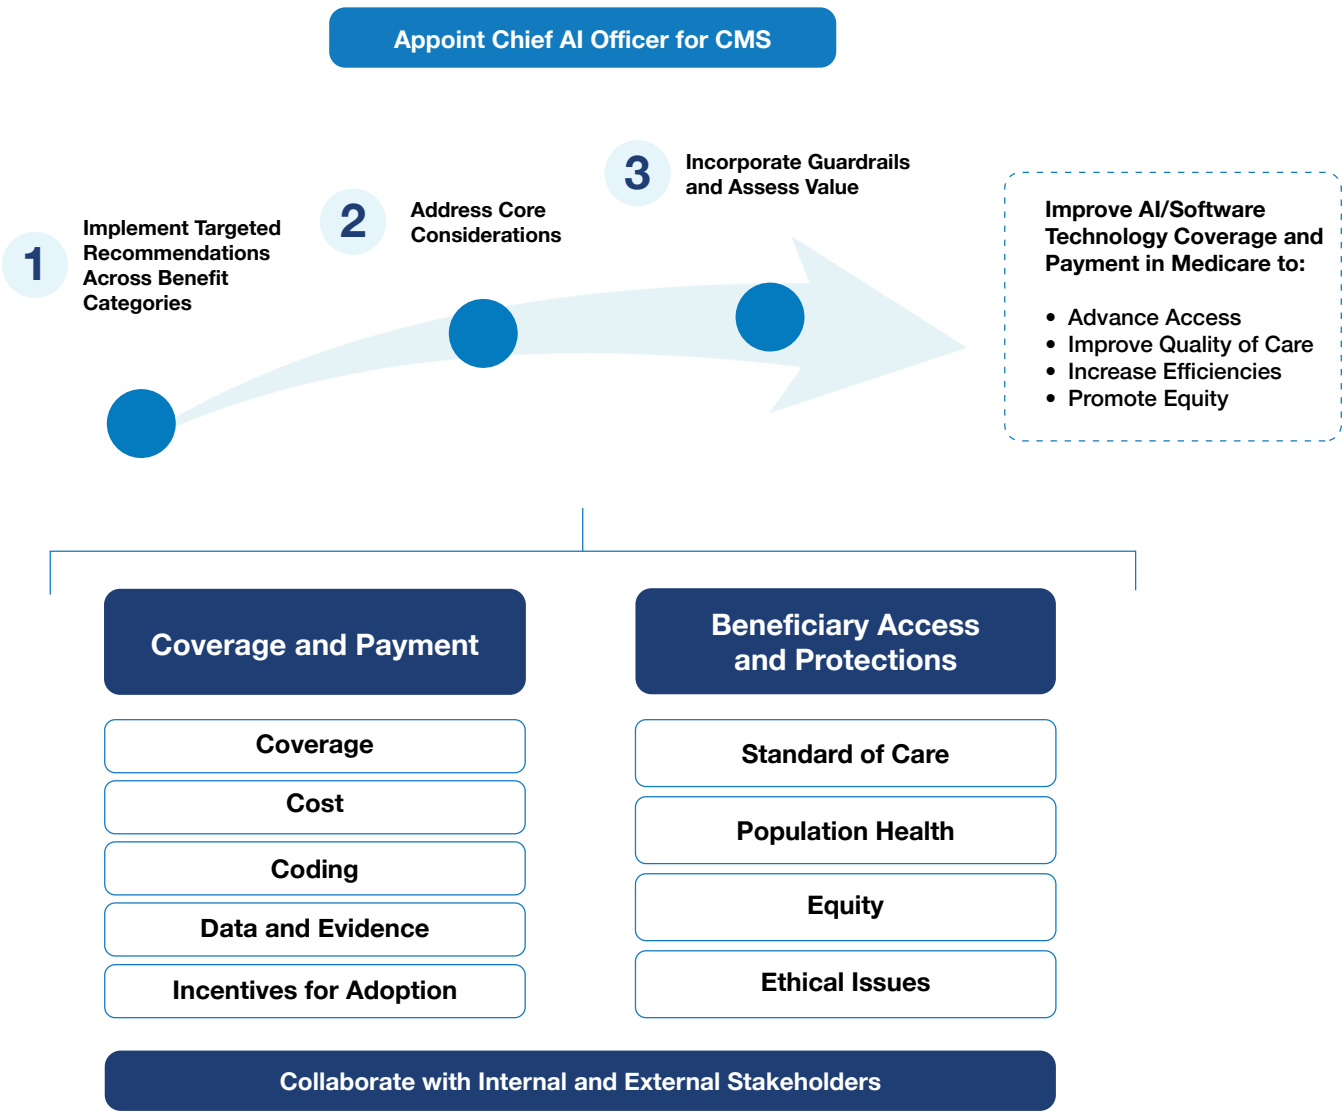 Appoint Chief AI Officer for CMS
1
Implement Targeted
Recommendations
Across Benefit
Categories
2
Address Core
Considerations
3
Incorporate Guardrails
and Assess Value
Improve AI/Software
Technology Coverage and
Payment in Medicare to:
• Advance Access
• Improve Quality of Care
• Increase Efficiencies
• Promote Equity
Coverage and Payment
Coverage
Cost
Coding
Data and Evidence
Incentives for Adoption
Beneficiary Access
and Protections
Standard of Care
Population Health
Equity
Ethical Issues
Collaborate with Internal and External Stakeholders